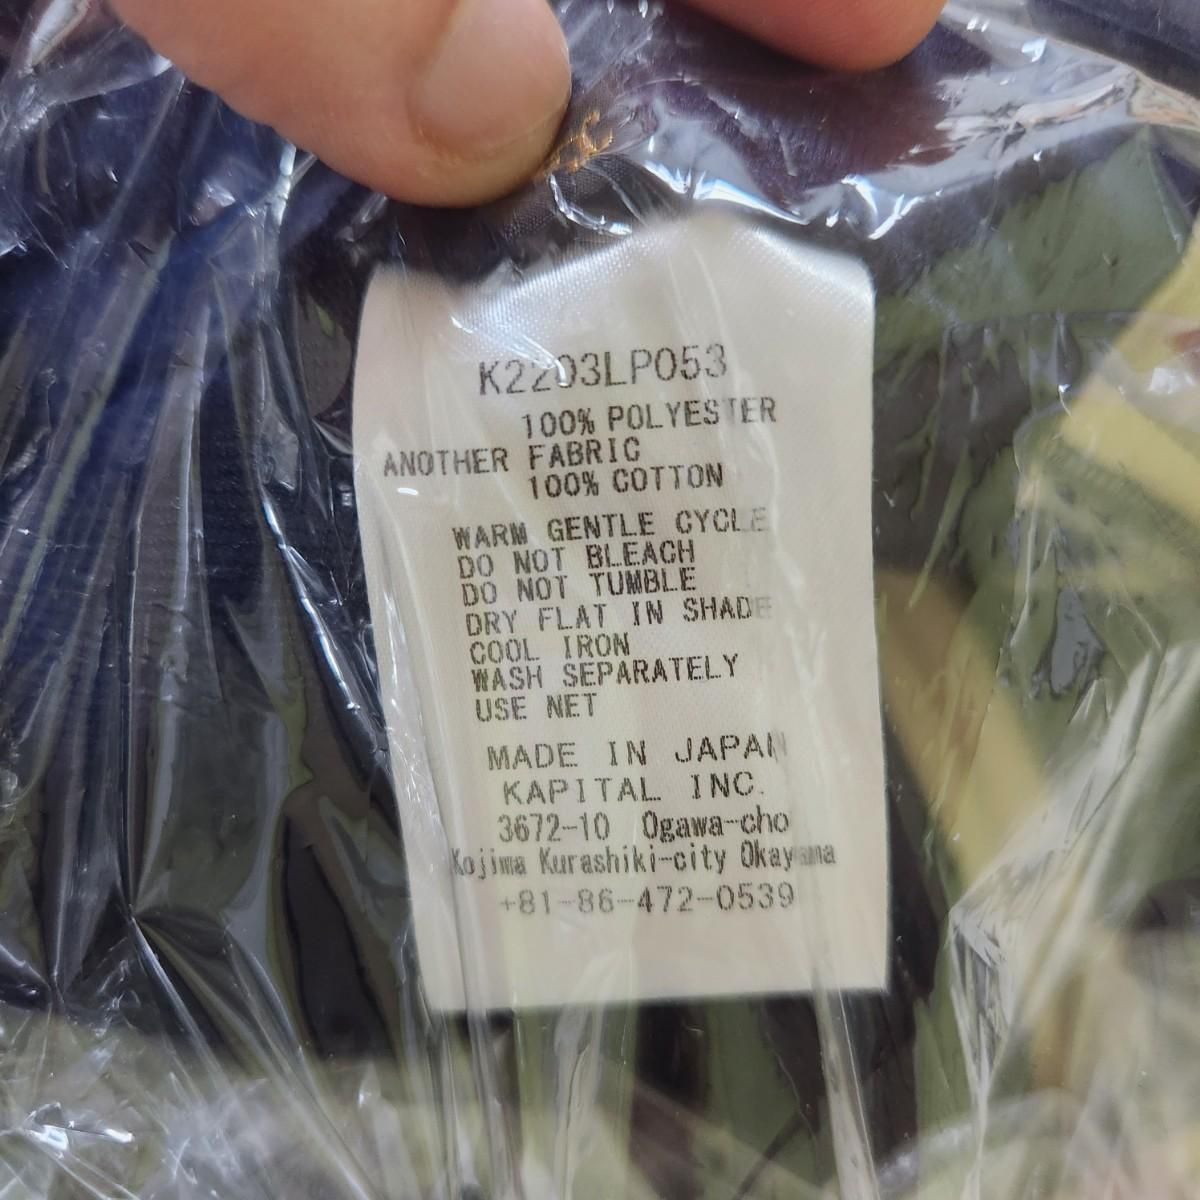 K2203LP053
100% POLYESTER
ANOTHER FABRIC
100% COTTON
WARM GENTLE CYCLE
DO NOT BLEACH
DO NOT TUMBLE
DRY FLAT IN SHADE
COOL IRON
WASH SEPARATELY
USE NET
MADE IN JAPAN
KAPITAL INC.
3672-10 Ogawa-cho
Kojima Kurashiki-city Okayama
+81-86-472-0539